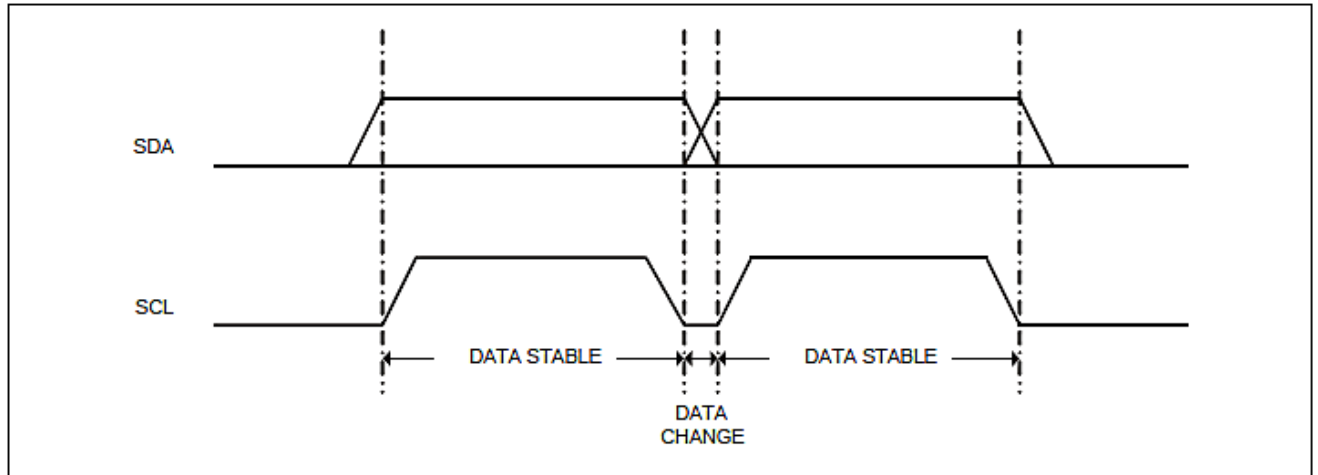 SDA
SCL
DATA STABLE
DATA STABLE
DATA
CHANGE